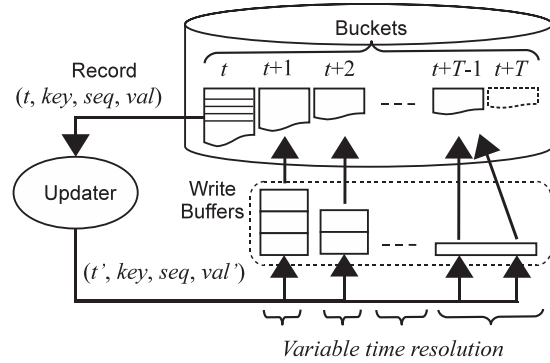 Buckets
t t+1 t+2 t+T-1 t+T
Record
(t, key, seq, val)
Updater
Write
Buffers
(t', key, seq, val')
Variable time resolution